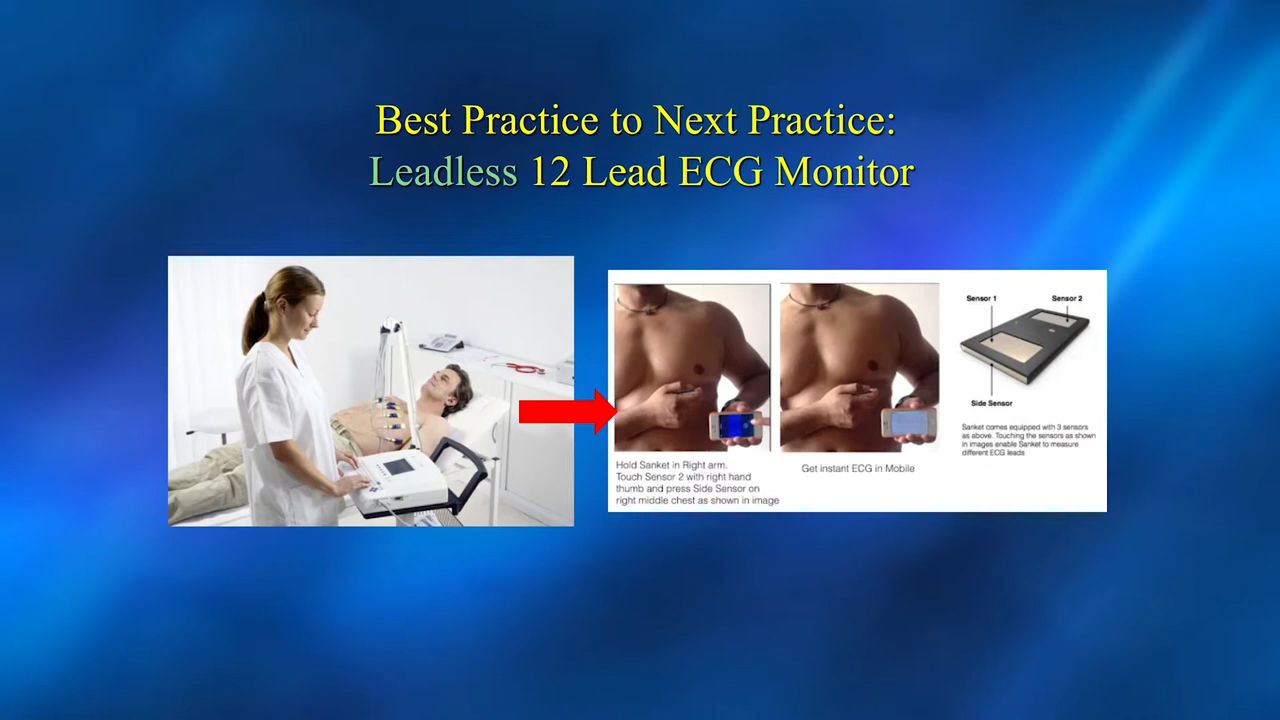 Best Practice to Next Practice:
Leadless 12 Lead ECG Monitor
Hold Sanket in Right arm.
Touch Sensor 2 with right hand
thumb and press Side Sensor on
right middle chest as shown in image
Get instant ECG in Mobile
Sensor 1
Sensor 2
Side Sensor
Sanket comes equipped with 3 sensors
as above. Touching the sensors as shown
in images enable Sanket to measure
different ECG leads